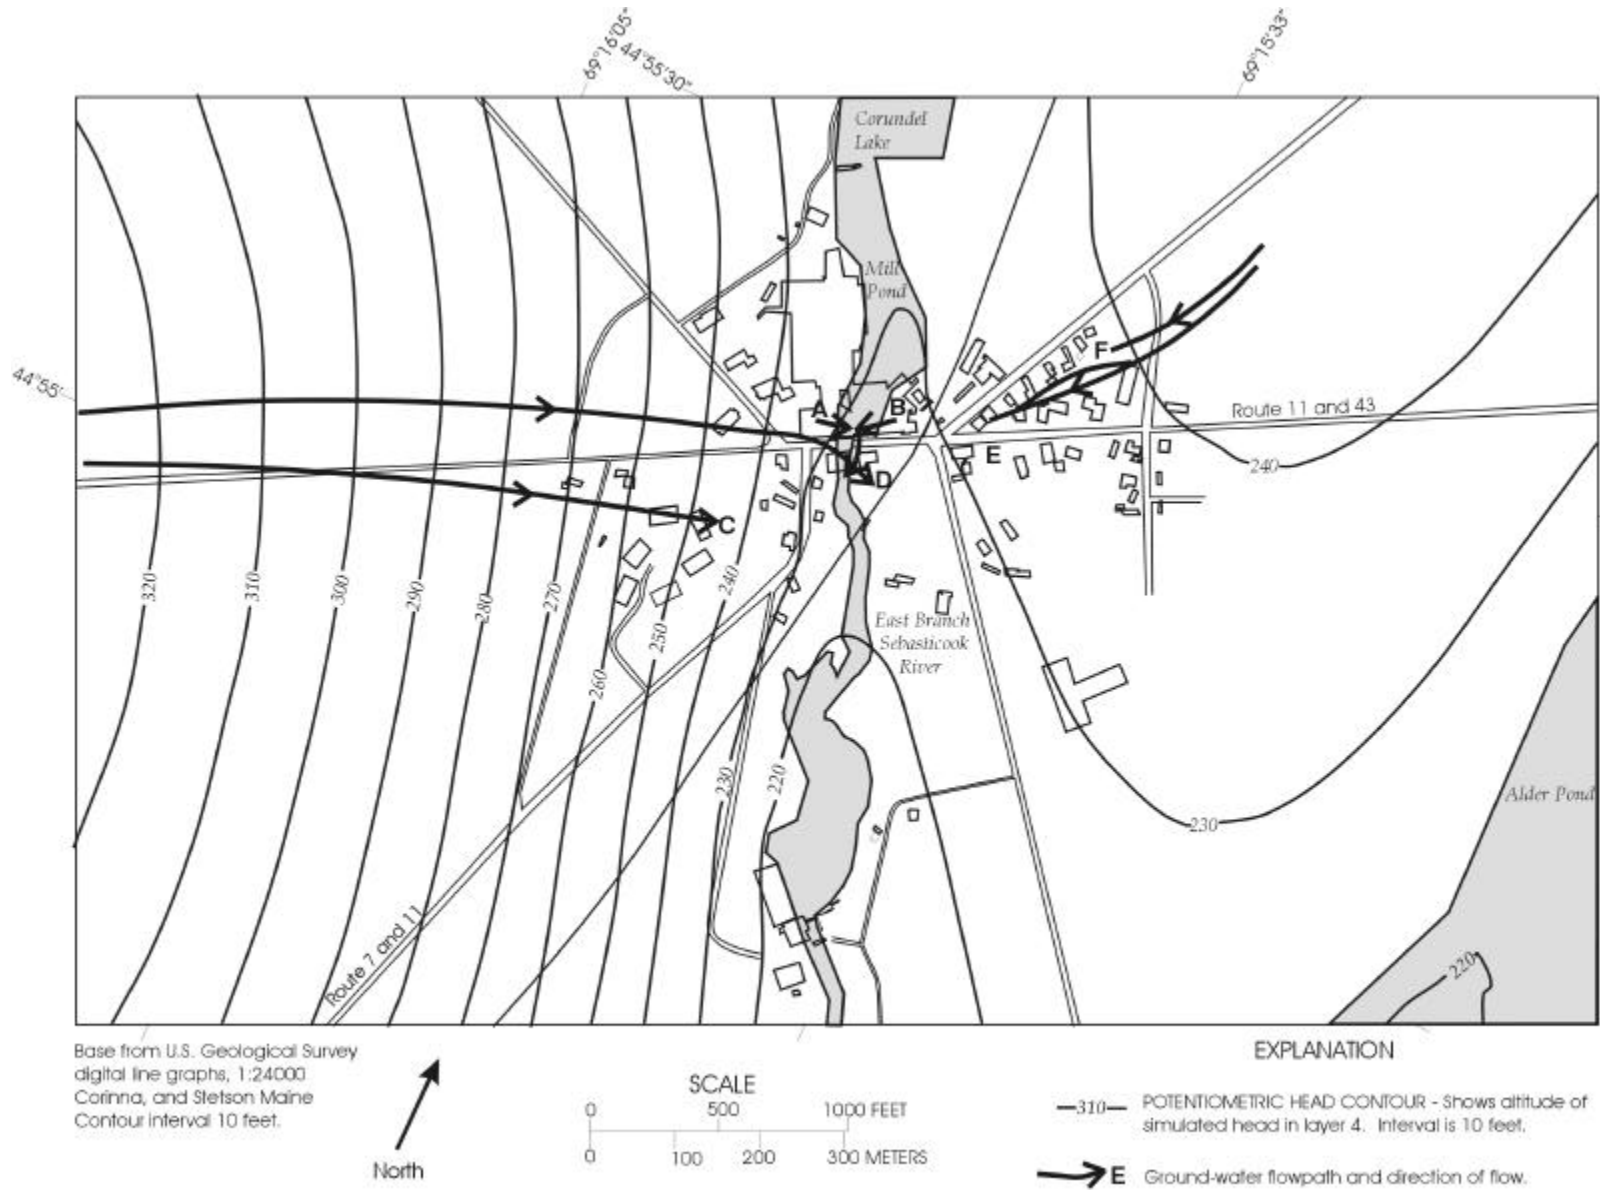 69°16'05"
44°55'30"
69°15'33"
Corundel
Lake
Mill
Pond
44°55'
F
A
B
Route 11 and 43
E
240
D
C
320
310
300
290
280
270
260
250
240
230
220
East Branch
Sebasticook
River
230
Alder Pond
220
Route 7 and 11
Base from U.S. Geological Survey
digital line graphs, 1:24000
Corinna, and Stetson Maine
Contour interval 10 feet.
North
SCALE
0 500 1000 FEET
0 100 200 300 METERS
EXPLANATION
310 POTENTIOMETRIC HEAD CONTOUR - Shows altitude of
simulated head in layer 4. Interval is 10 feet.
E Ground-water flowpath and direction of flow.